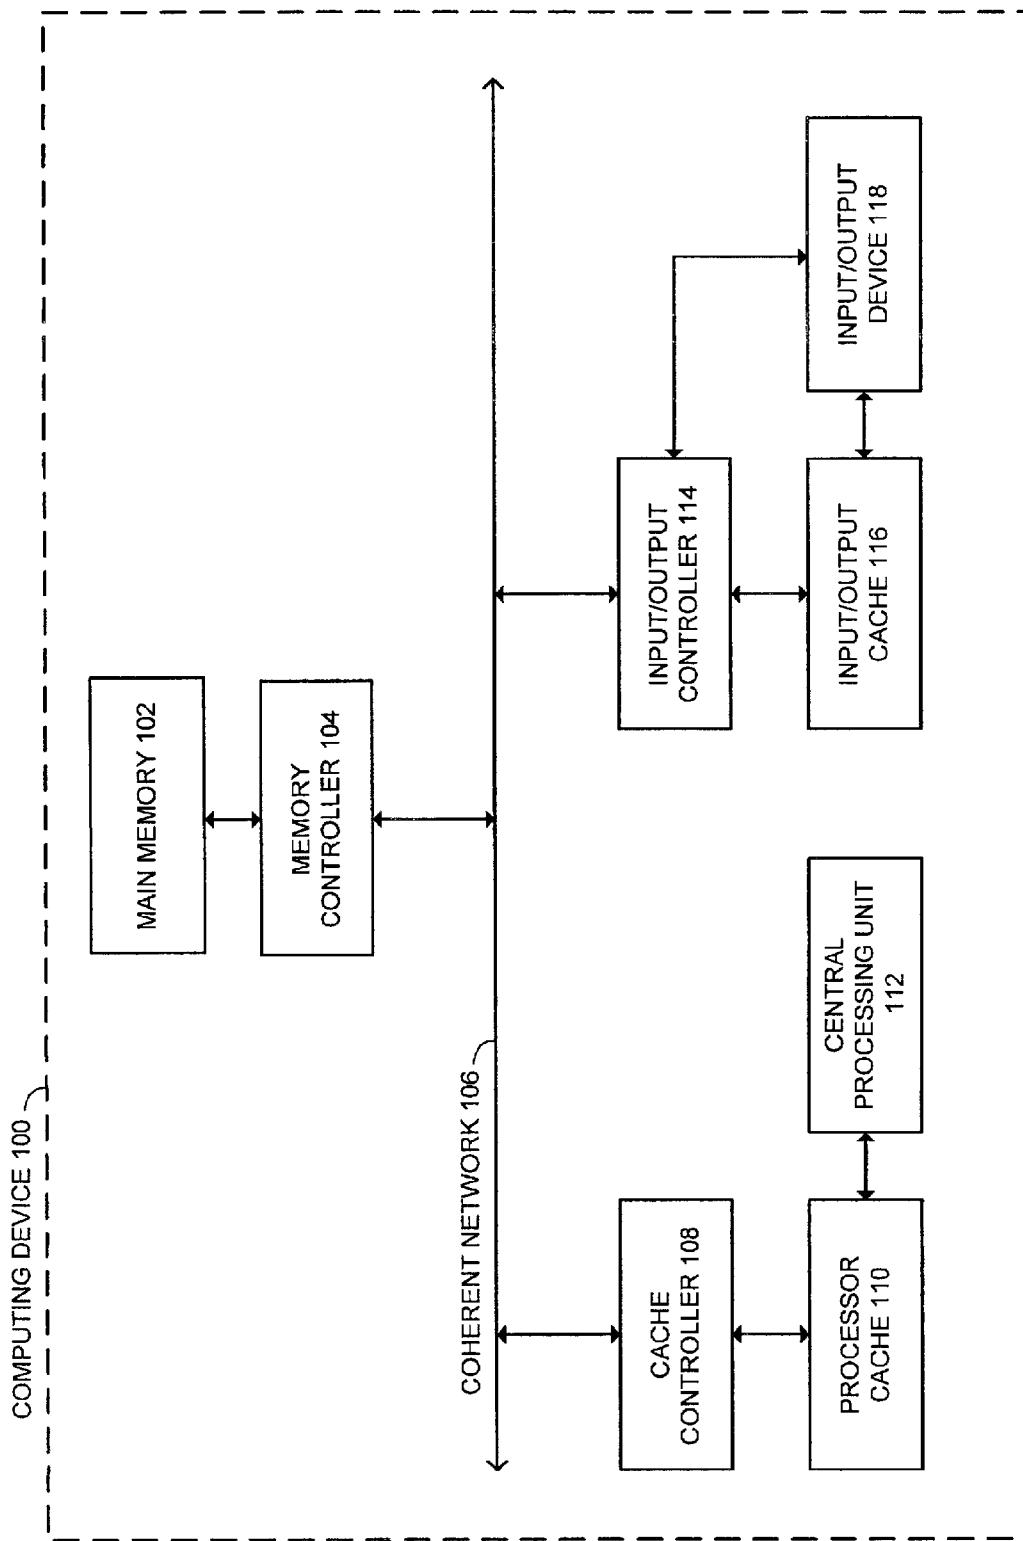 COMPUTING DEVICE 100
MAIN MEMORY 102
MEMORY
CONTROLLER 104
COHERENT NETWORK 106
CACHE
CONTROLLER 108
INPUT/OUTPUT
CONTROLLER 114
PROCESSOR
CACHE 110
CENTRAL
PROCESSING UNIT
112
INPUT/OUTPUT
CACHE 116
INPUT/OUTPUT
DEVICE 118